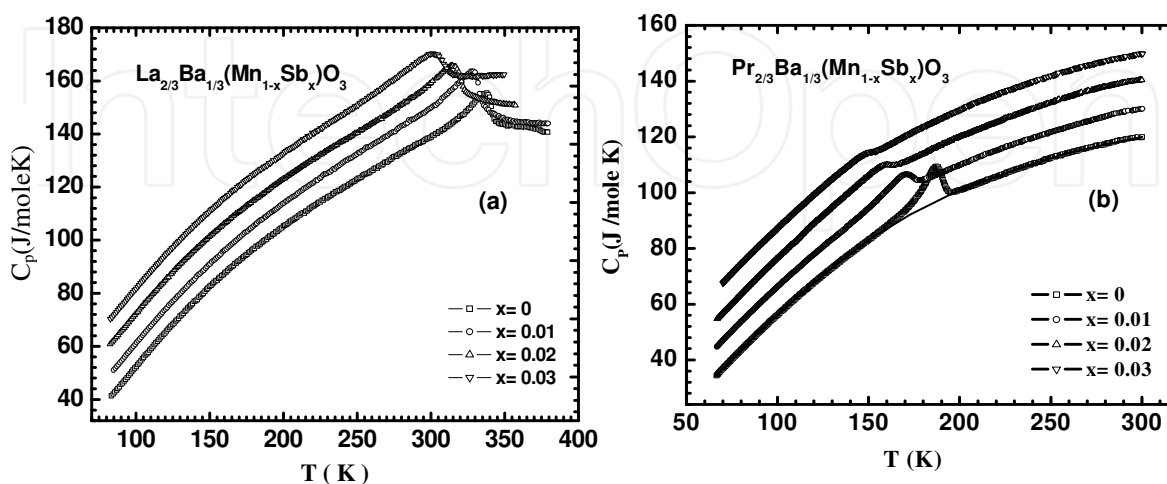 La2/3Ba1/3(Mn1-xSbx)O3
(a)
x= 0
x= 0.01
x= 0.02
x= 0.03
180
160
140
120
100
80
60
40
Cp(J/moleK)
100 150 200 250 300 350 400
T ( K )
Pr2/3Ba1/3(Mn1-xSbx)O3
(b)
x= 0
x= 0.01
x= 0.02
x= 0.03
160
140
120
100
80
60
40
Cp(J/mole K)
50 100 150 200 250 300
T (K)
IntechOpen